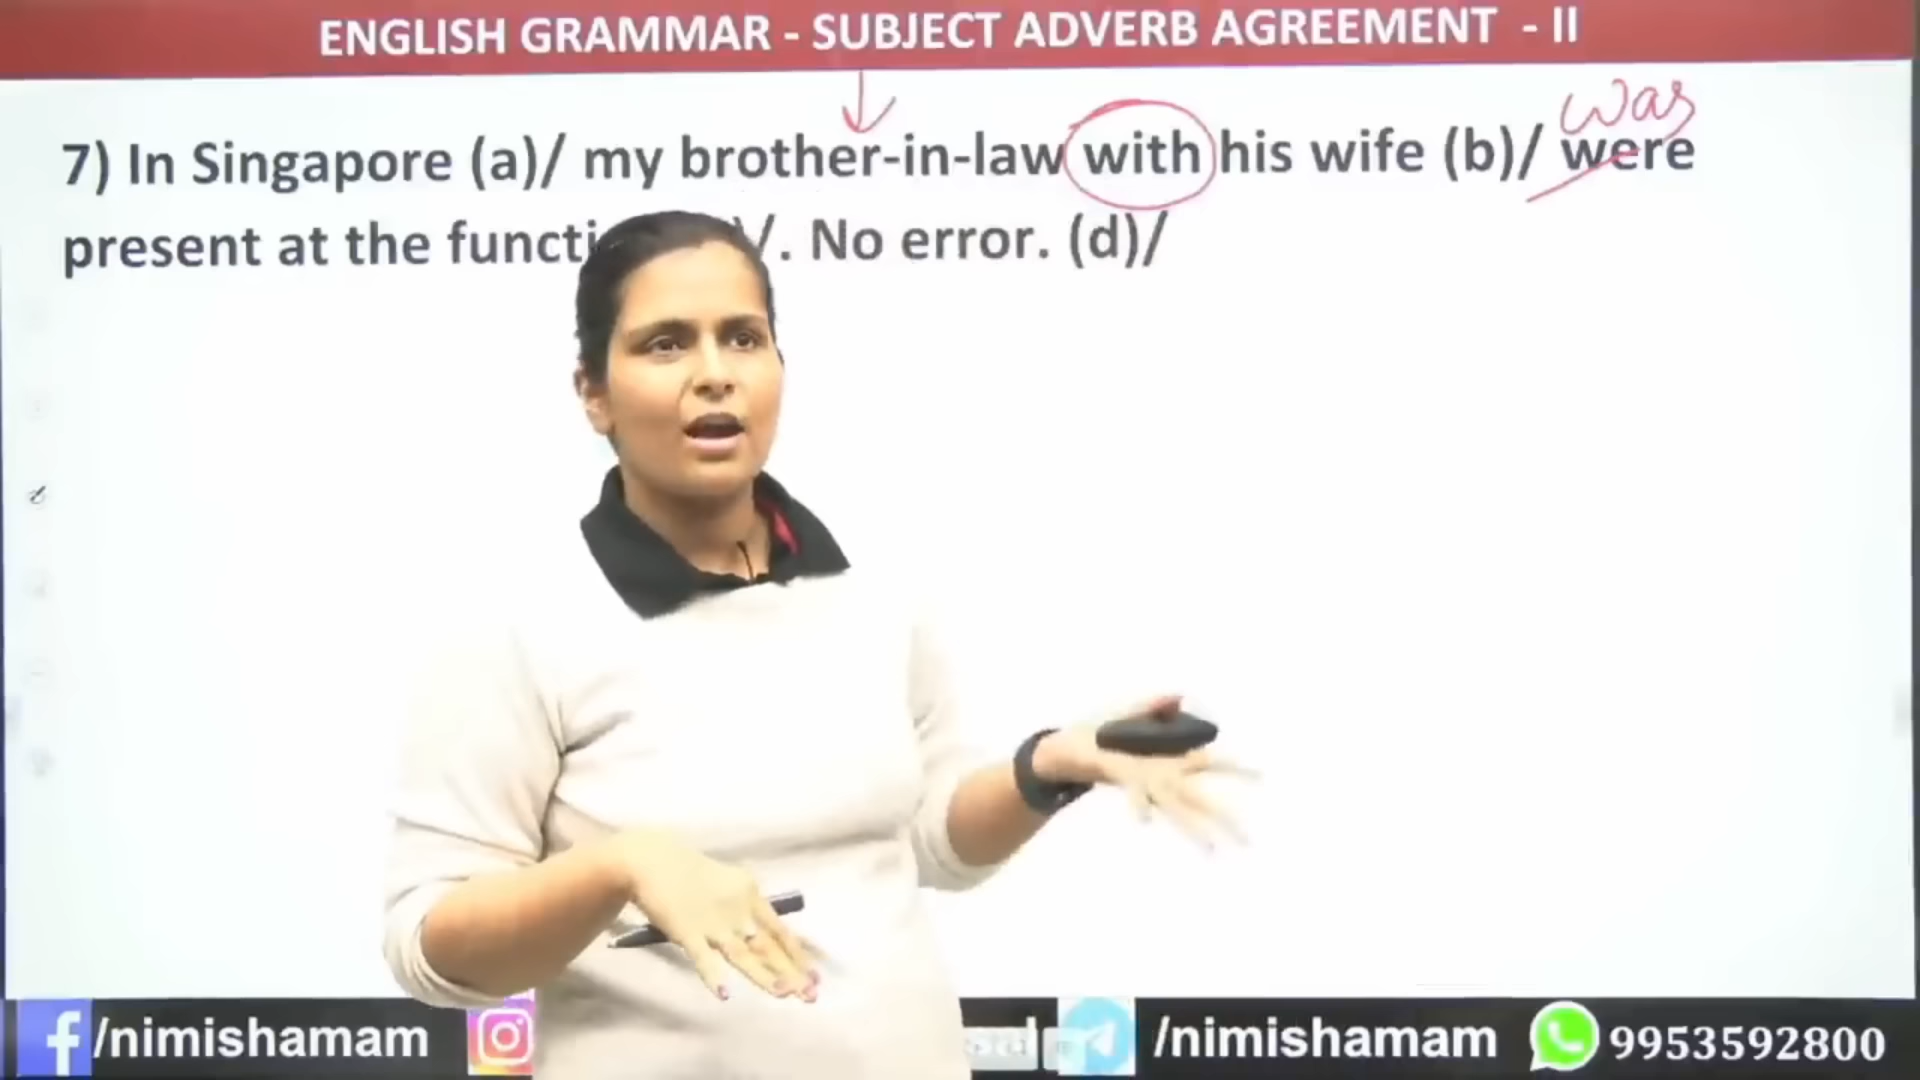 ENGLISH GRAMMAR - SUBJECT ADVERB AGREEMENT - II
was
7) In Singapore (a)/ my brother-in-law with his wife (b)/ were
present at the functi /. No error. (d)/
/nimishamam /nimishamam 9953592800